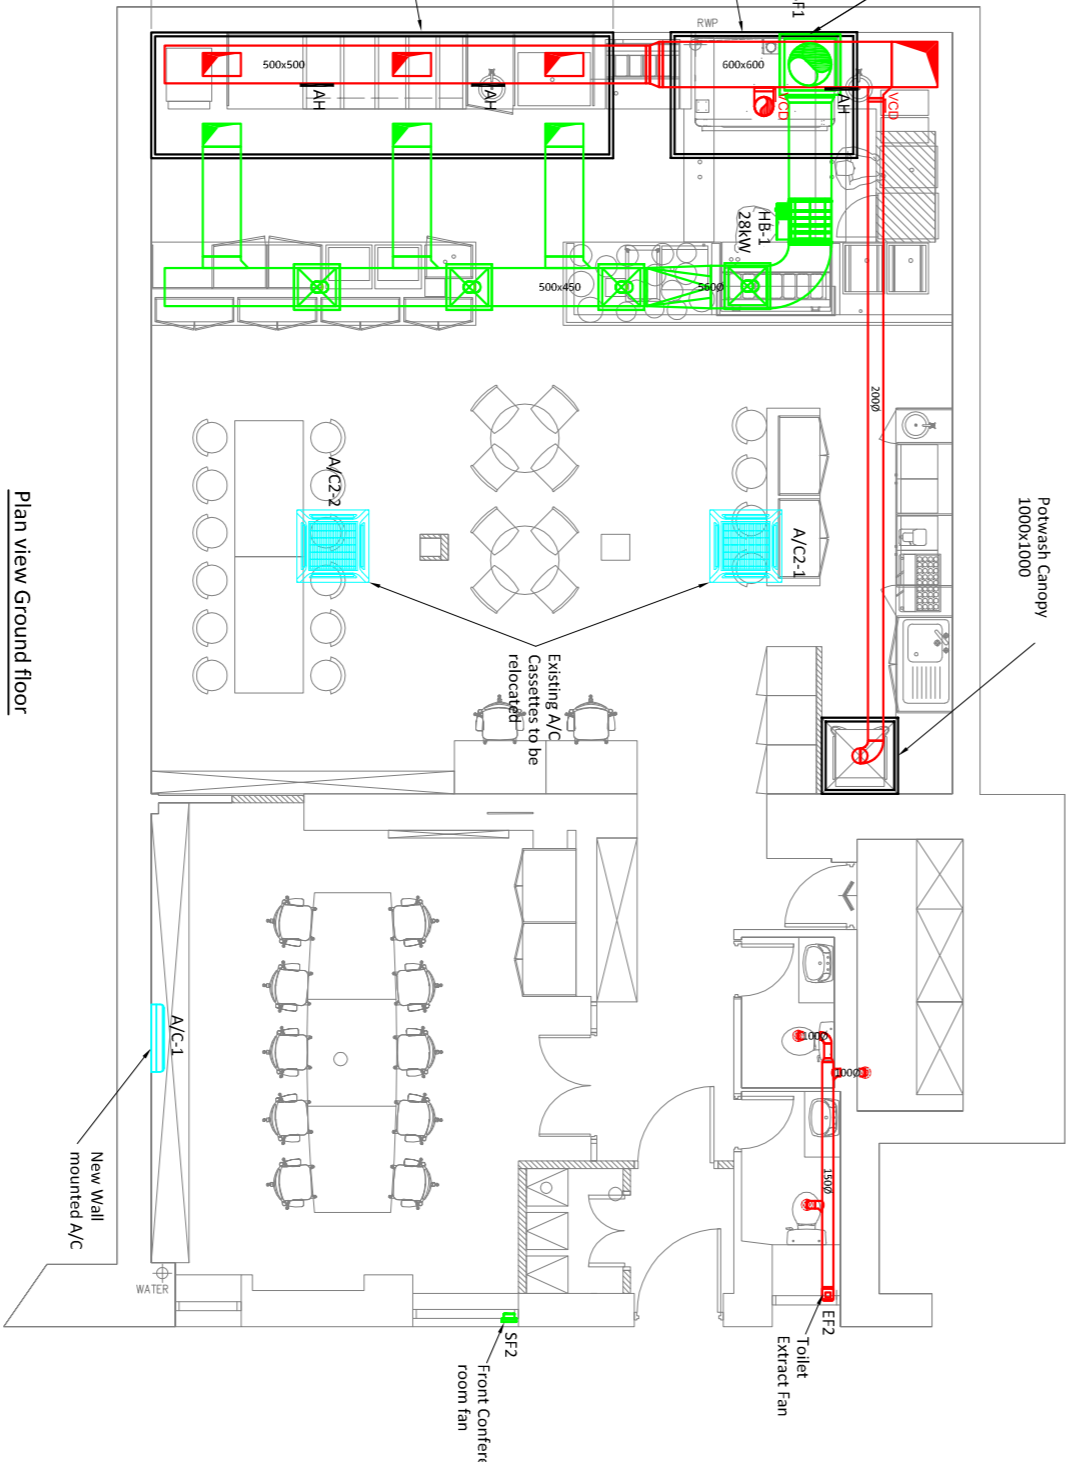 RWP
F1
500x500
600x600
AH
AH
AH
VCD
VCD
HB-1
28kW
500x450
560Ø
200Ø
Potwash Canopy
1000x1000
A/C2-2
A/C2-1
Existing A/C
Cassettes to be
relocated
Plan view Ground floor
A/C-1
New Wall
mounted A/C
WATER
100Ø
100Ø
150Ø
EF2
Toilet
Extract Fan
SF2
Front Confere
room fan